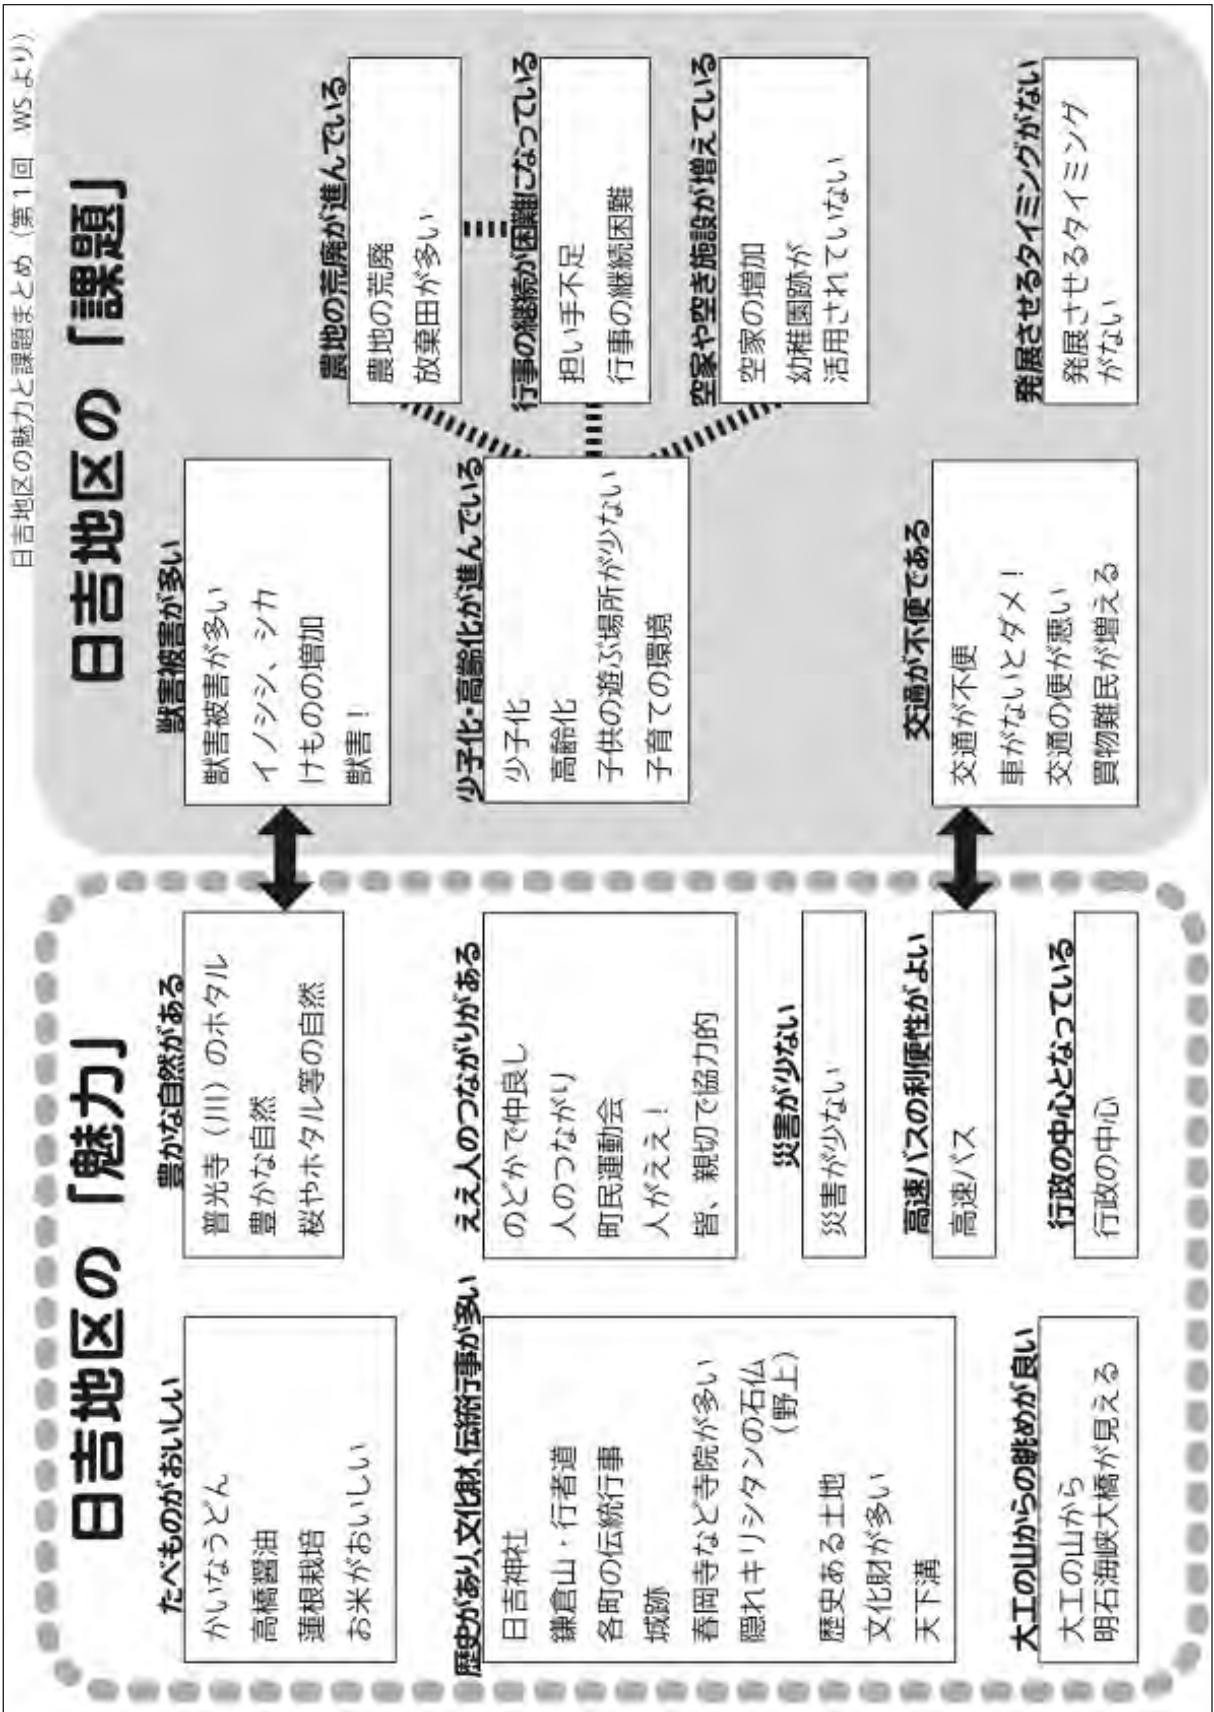 日吉地区の魅力と課題まとめ（第1回　WSより）
日吉地区の「魅力」
たべものがおいしい
かいなうどん
高橋醤油
蓮根栽培
お米がおいしい
歴史があり、文化財、伝統行事が多い
日吉神社
鎌倉山・行者道
各町の伝統行事
城跡
春岡寺など寺院が多い
隠れキリシタンの石仏
（野上）
歴史ある土地
文化財が多い
天下溝
大工の山からの眺めが良い
大工の山から
明石海峡大橋が見える
豊かな自然がある
普光寺（川）のホタル
豊かな自然
桜やホタル等の自然
ええ人のつながりがある
のどかで仲良し
人のつながり
町民運動会
人がええ！
皆、親切で協力的
災害が少ない
災害が少ない
高速バスの利便性がよい
高速バス
行政の中心となっている
行政の中心
日吉地区の「課題」
獣害被害が多い
獣害被害が多い
イノシシ、シカ
けものの増加
獣害！
少子化・高齢化が進んでいる
少子化
高齢化
子供の遊ぶ場所が少ない
子育ての環境
交通が不便である
交通が不便
車がないとダメ！
交通の便が悪い
買物難民が増える
農地の荒廃が進んでいる
農地の荒廃
放棄田が多い
行事の継続が困難になっている
担い手不足
行事の継続困難
空家や空き施設が増えている
空家の増加
幼稚園跡が
活用されていない
発展させるタイミングがない
発展させるタイミング
がない